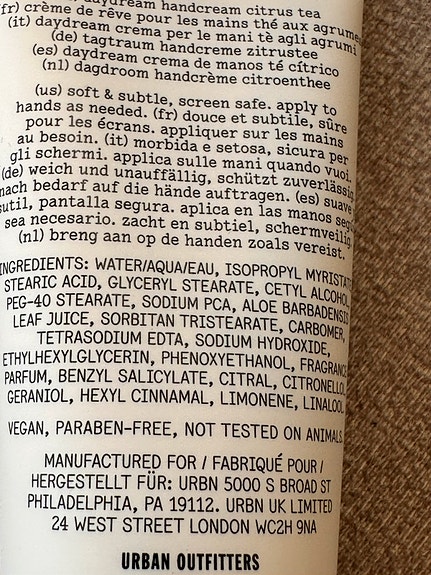 daydream handcream citrus tea
(fr) crème de rêve pour les mains thé aux agrumes
(it) daydream crema per le mani tè agli agrumi
(de) tagtraum handcreme zitrustee
(es) daydream crema de manos té cítrico
(nl) dagdroom handcrème citroenthee
(us) soft & subtle, screen safe. apply to
hands as needed. (fr) douce et subtile, sûre
pour les écrans. appliquer sur les mains
au besoin. (it) morbida e setosa, sicura per
gli schermi. applica sulle mani quando vuoi.
(de) weich und unauffällig, schützt zuverlässig
nach bedarf auf die hände auftragen. (es) suave
sutil, pantalla segura. aplica en las manos
sea necesario. zacht en subtiel, schermveilig
(nl) breng aan op de handen zoals vereist.
INGREDIENTS: WATER/AQUA/EAU, ISOPROPYL MYRISTATE
STEARIC ACID, GLYCERYL STEARATE, CETYL ALCOHOL
PEG-40 STEARATE, SODIUM PCA, ALOE BARBADENSIS
LEAF JUICE, SORBITAN TRISTEARATE, CARBOMER,
TETRASODIUM EDTA, SODIUM HYDROXIDE,
ETHYLHEXYLGLYCERIN, PHENOXYETHANOL, FRAGRANCE
PARFUM, BENZYL SALICYLATE, CITRAL, CITRONELLOL
GERANIOL, HEXYL CINNAMAL, LIMONENE, LINALOOL
VEGAN, PARABEN-FREE, NOT TESTED ON ANIMALS
MANUFACTURED FOR / FABRIQUÉ POUR /
HERGESTELLT FÜR: URBN 5000 S BROAD ST
PHILADELPHIA, PA 19112. URBN UK LIMITED
24 WEST STREET LONDON WC2H 9NA
URBAN OUTFITTERS